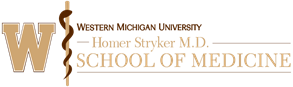 W
WESTERN MICHIGAN UNIVERSITY
Homer Stryker M.D.
SCHOOL OF MEDICINE